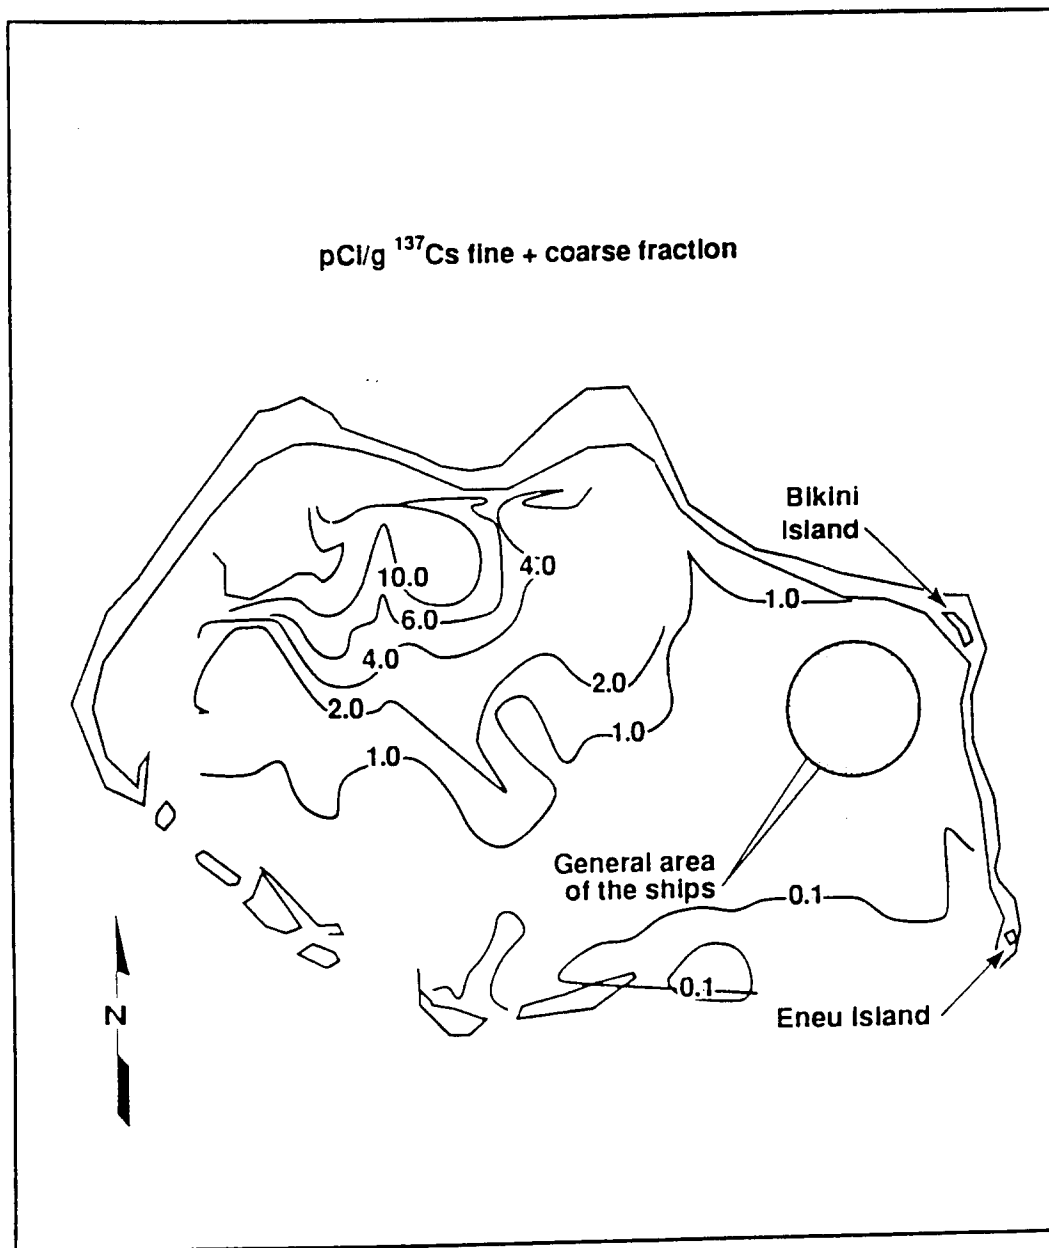 pCi/g ¹³⁷Cs fine + coarse fraction
Bikini
Island
4.0
10.0
1.0
6.0
4.0
2.0
2.0
1.0
1.0
General area
of the ships
0.1
0.1
N
Eneu Island